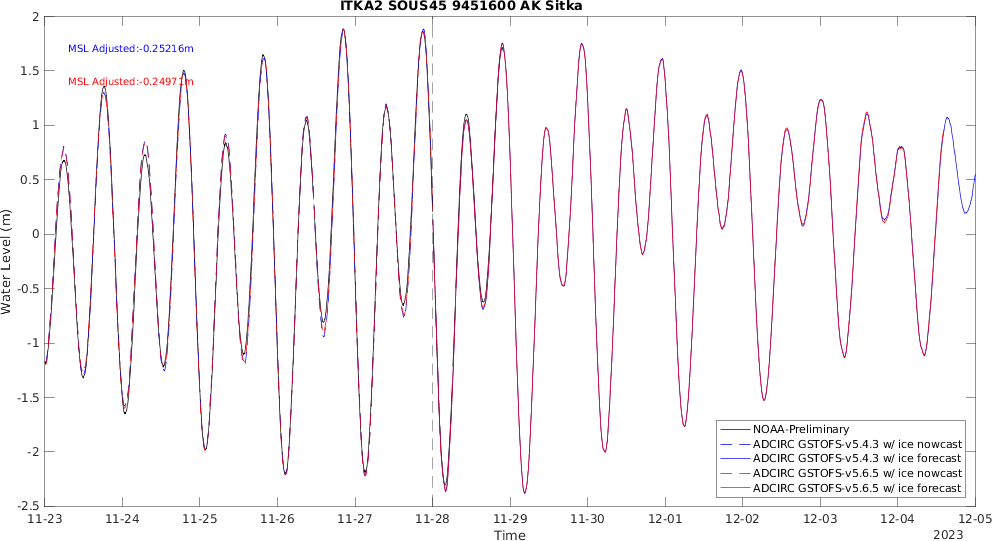 ITKA2 SOUS45 9451600 AK Sitka
MSL Adjusted:-0.25216m
MSL Adjusted:-0.24971m
Water Level (m)
2
1.5
1
0.5
0
-0.5
-1
-1.5
-2
-2.5
NOAA-Preliminary
ADCIRC GSTOFS-v5.4.3 w/ ice nowcast
ADCIRC GSTOFS-v5.4.3 w/ ice forecast
ADCIRC GSTOFS-v5.6.5 w/ ice nowcast
ADCIRC GSTOFS-v5.6.5 w/ ice forecast
11-23 11-24 11-25 11-26 11-27 11-28 11-29 11-30 12-01 12-02 12-03 12-04 12-05
Time
2023